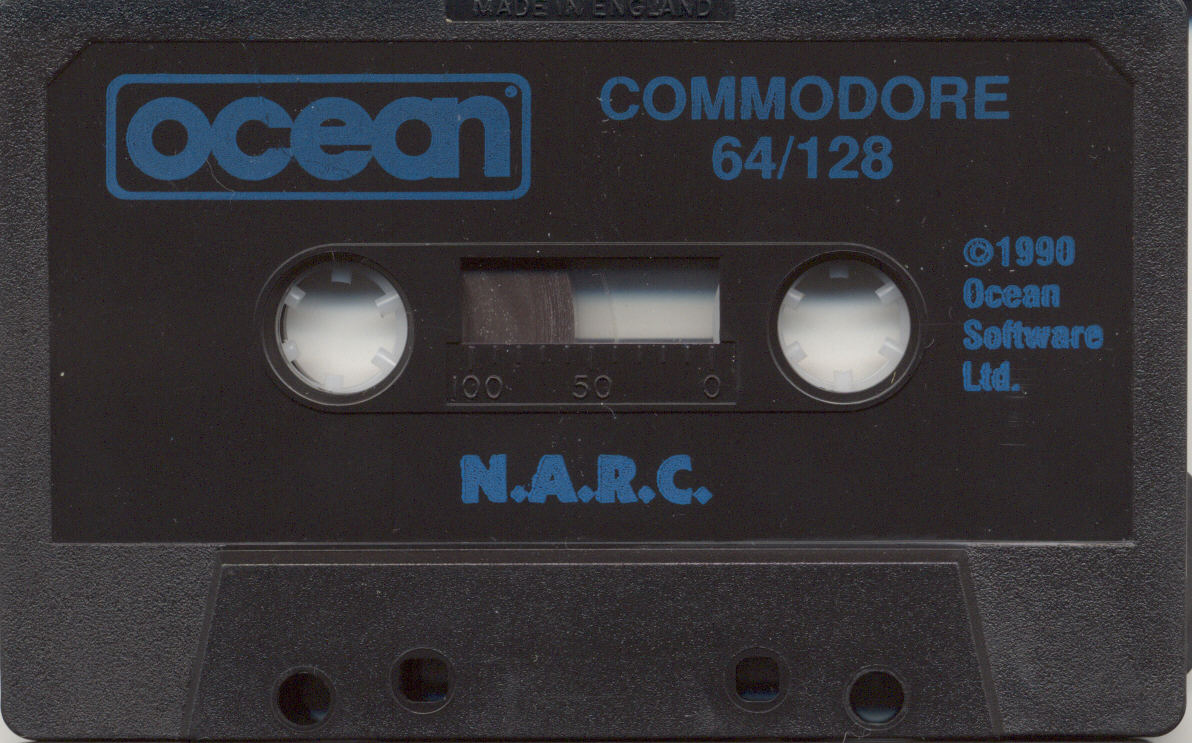 MADE IN ENGLAND
ocean
COMMODORE
64/128
©1990
Ocean
Software
Ltd.
100 50 0
N.A.R.C.